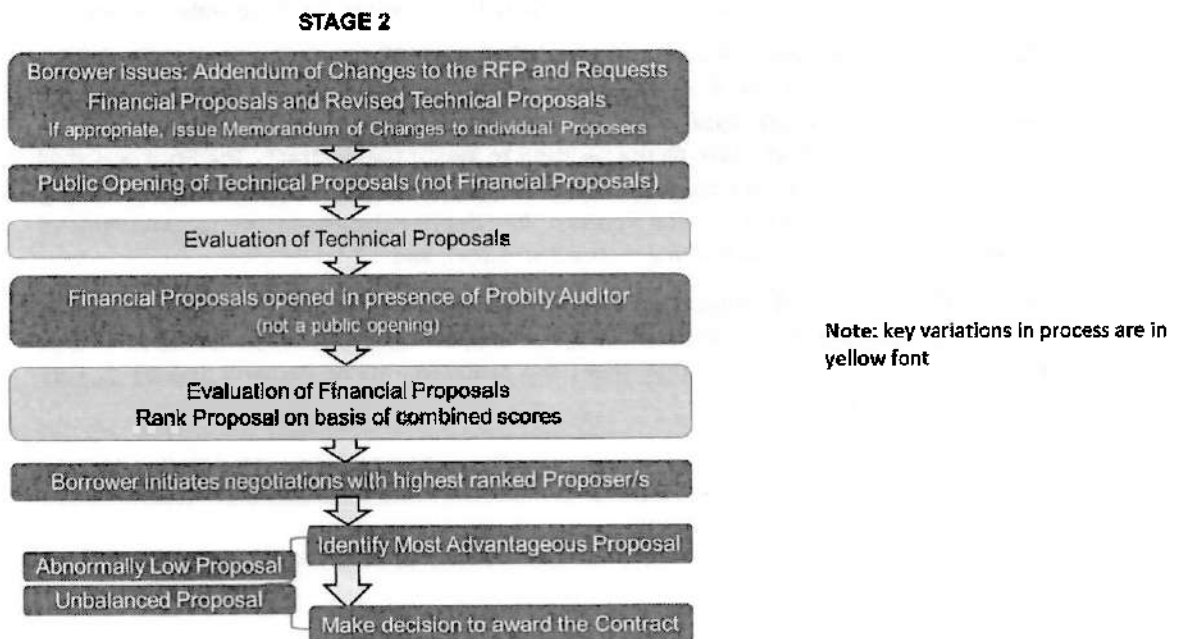 STAGE 2
Borrower issues: Addendum of Changes to the RFP and Requests
Financial Proposals and Revised Technical Proposals
If appropriate, issue Memorandum of Changes to individual Proposers
Public Opening of Technical Proposals (not Financial Proposals)
Evaluation of Technical Proposals
Financial Proposals opened in presence of Probity Auditor
(not a public opening)
Note: key variations in process are in
yellow font
Evaluation of Financial Proposals
Rank Proposal on basis of combined scores
Borrower initiates negotiations with highest ranked Proposer/s
Identify Most Advantageous Proposal
Abnormally Low Proposal
Unbalanced Proposal
Make decision to award the Contract